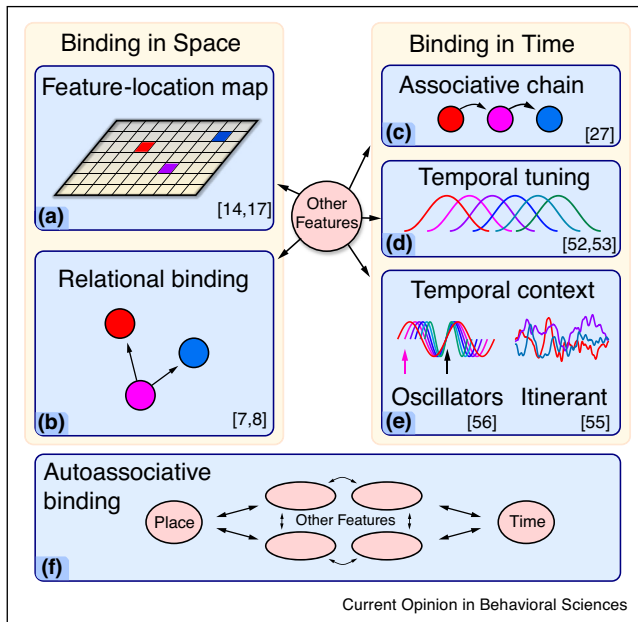 Binding in Space
Feature-location map
(a)
[14,17]
Relational binding
(b)
[7,8]
Other
Features
Binding in Time
Associative chain
(c)
[27]
Temporal tuning
(d)
[52,53]
Temporal context
Oscillators
Itinerant
(e)
[56]
[55]
Autoassociative
binding
Place
Other Features
Time
(f)
Current Opinion in Behavioral Sciences